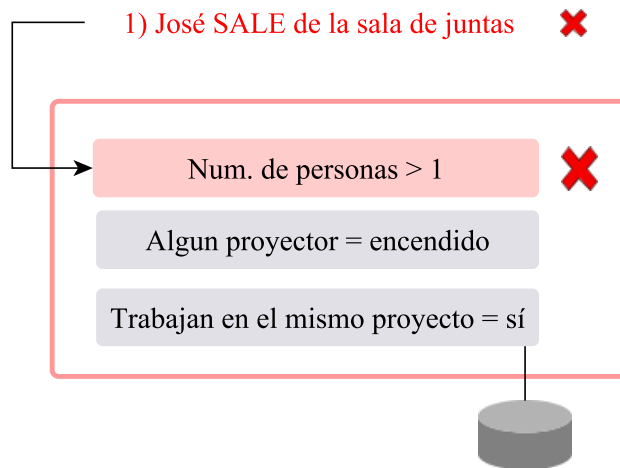 1) José SALE de la sala de juntas
Num. de personas > 1
Algun proyector = encendido
Trabajan en el mismo proyecto = sí